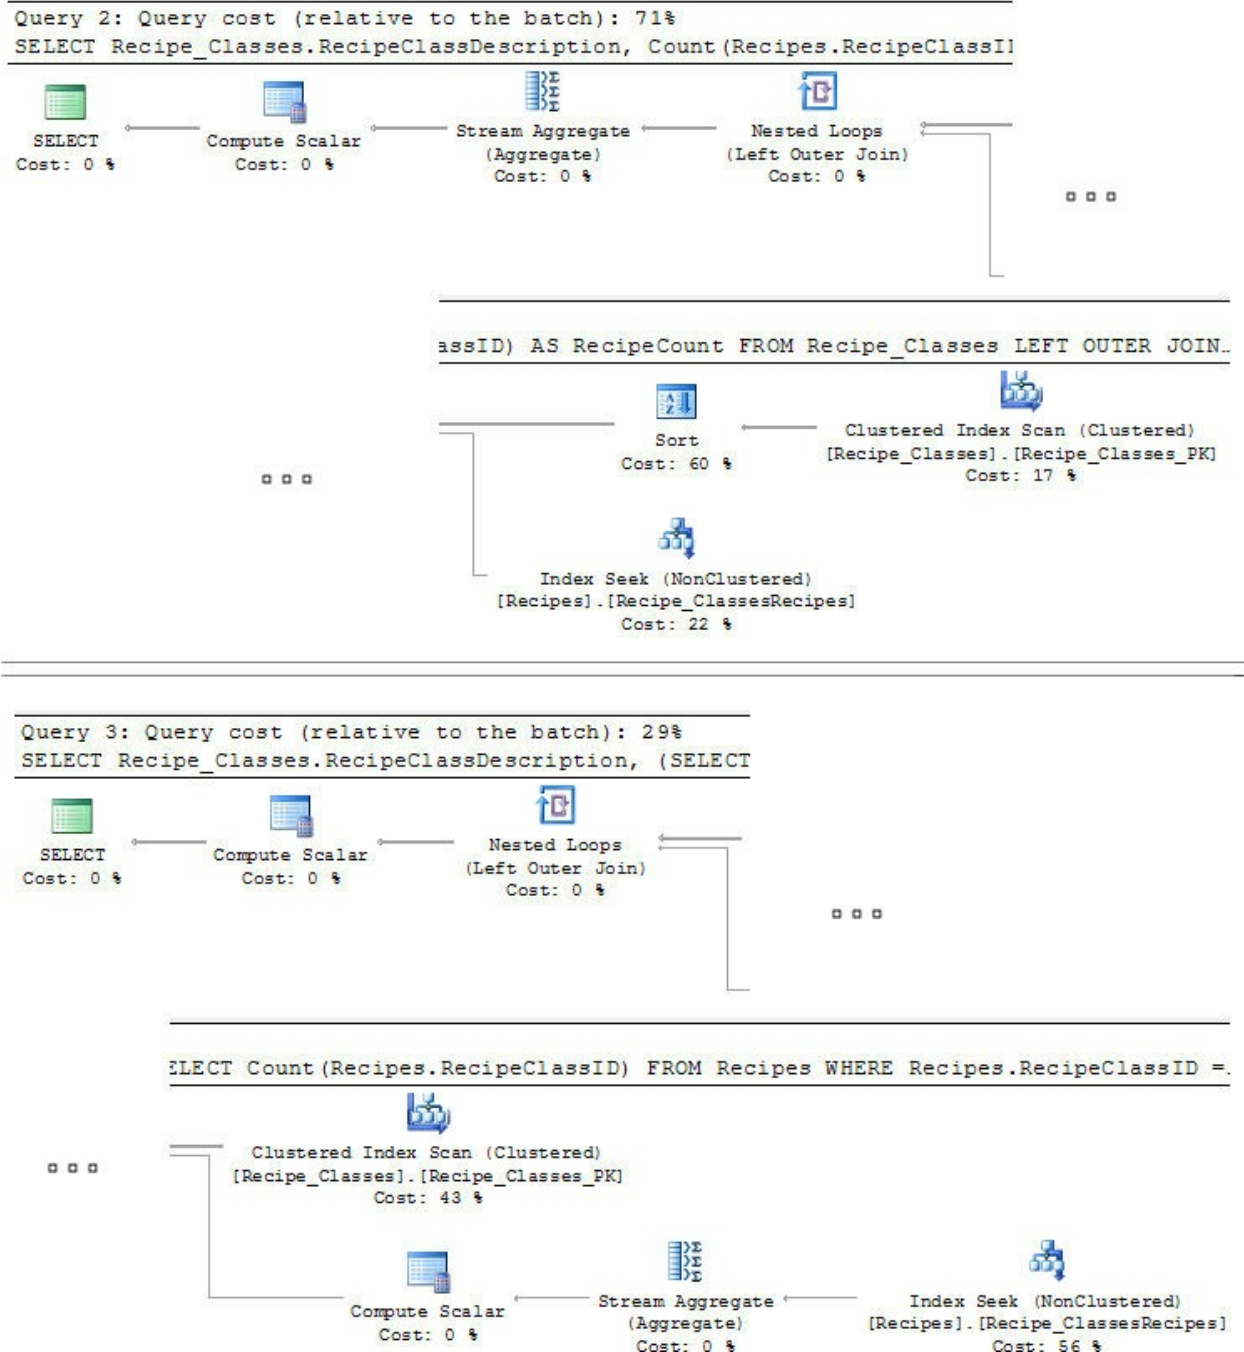 Query 2: Query cost (relative to the batch): 71%
SELECT Recipe_Classes.RecipeClassDescription, Count(Recipes.RecipeClassI
SELECT
Cost: 0 %
Compute Scalar
Cost: 0 %
Stream Aggregate
(Aggregate)
Cost: 0 %
Nested Loops
(Left Outer Join)
Cost: 0 %
assID) AS RecipeCount FROM Recipe_Classes LEFT OUTER JOIN…
Sort
Cost: 60 %
Clustered Index Scan (Clustered)
[Recipe_Classes].[Recipe_Classes_PK]
Cost: 17 %
Index Seek (NonClustered)
[Recipes].[Recipe_ClassesRecipes]
Cost: 22 %
Query 3: Query cost (relative to the batch): 29%
SELECT Recipe_Classes.RecipeClassDescription, (SELECT
SELECT
Cost: 0 %
Compute Scalar
Cost: 0 %
Nested Loops
(Left Outer Join)
Cost: 0 %
ELECT Count(Recipes.RecipeClassID) FROM Recipes WHERE Recipes.RecipeClassID =.
Clustered Index Scan (Clustered)
[Recipe_Classes].[Recipe_Classes_PK]
Cost: 43 %
Compute Scalar
Cost: 0 %
Stream Aggregate
(Aggregate)
Cost: 0 %
Index Seek (NonClustered)
[Recipes].[Recipe_ClassesRecipes]
Cost: 56 %